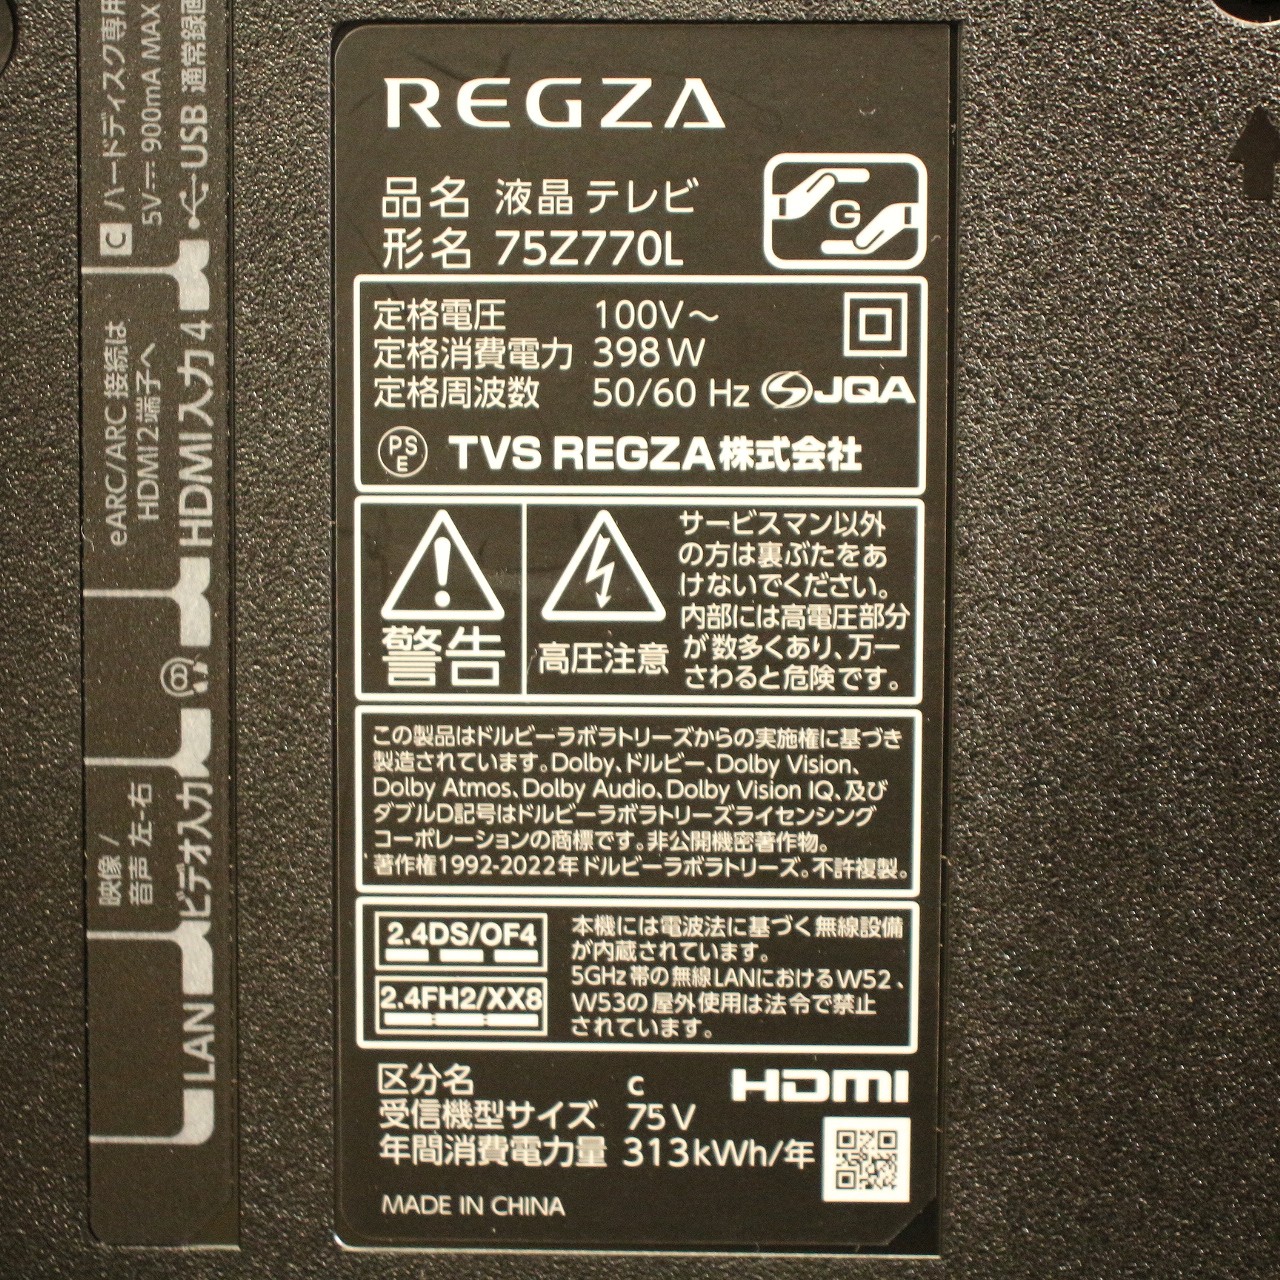 REGZA
品名 液晶テレビ
形名 75Z770L
G
定格電圧 100V～
定格消費電力 398W
定格周波数 50/60 Hz
JQA
PS
E
TVS REGZA株式会社
警告
高圧注意
サービスマン以外
の方は裏ぶたをあ
けないでください。
内部には高電圧部分
が数多くあり、万一
さわると危険です。
この製品はドルビーラボラトリーズからの実施権に基づき
製造されています。Dolby、ドルビー、Dolby Vision、
Dolby Atmos、Dolby Audio、Dolby Vision IQ、及び
ダブルD記号はドルビーラボラトリーズライセンシング
コーポレーションの商標です。非公開機密著作物。
著作権1992-2022年 ドルビーラボラトリーズ。不許複製。
2.4DS/OF4
2.4FH2/XX8
本機には電波法に基づく無線設備
が内蔵されています。
5GHz帯の無線LANにおけるW52、
W53の屋外使用は法令で禁止
されています。
区分名 c
受信機型サイズ 75V
年間消費電力量 313kWh/年
HDMI
MADE IN CHINA
C ハードディスク専用
5V⎓900mA MAX
USB 通常録画
eARC/ARC 接続は
HDMI2端子へ
HDMI入力4
映像/
音声 左-右
ビデオ入力
LAN